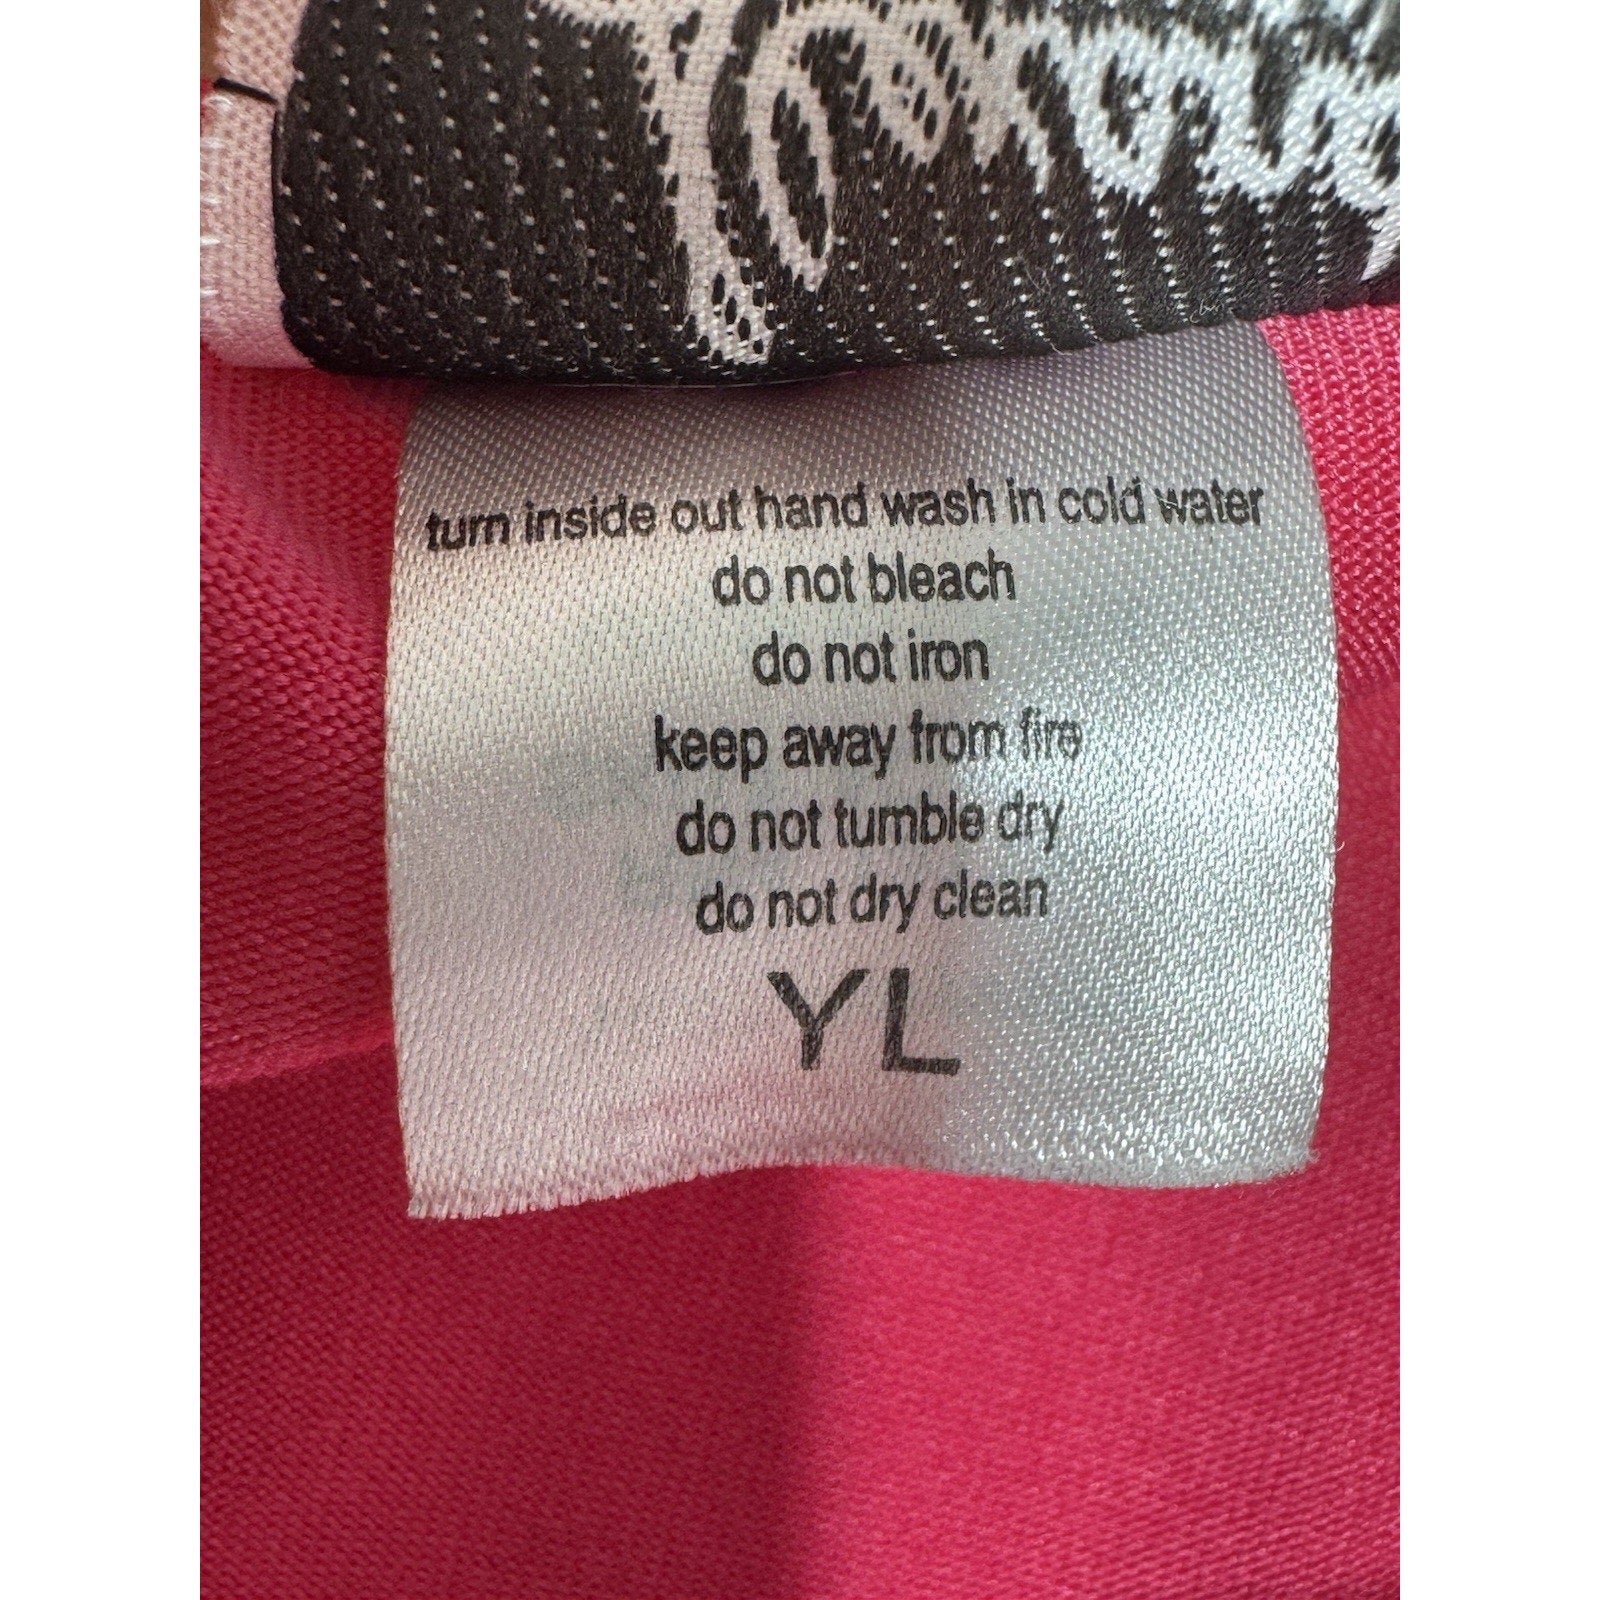 turn inside out hand wash in cold water
do not bleach
do not iron
keep away from fire
do not tumble dry
do not dry clean
YL